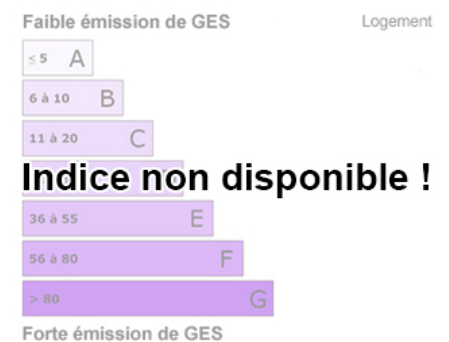 Faible émission de GES
Logement
≤ 5 A
6 à 10 B
11 à 20 C
Indice non disponible !
36 à 55 E
56 à 80 F
> 80 G
Forte émission de GES